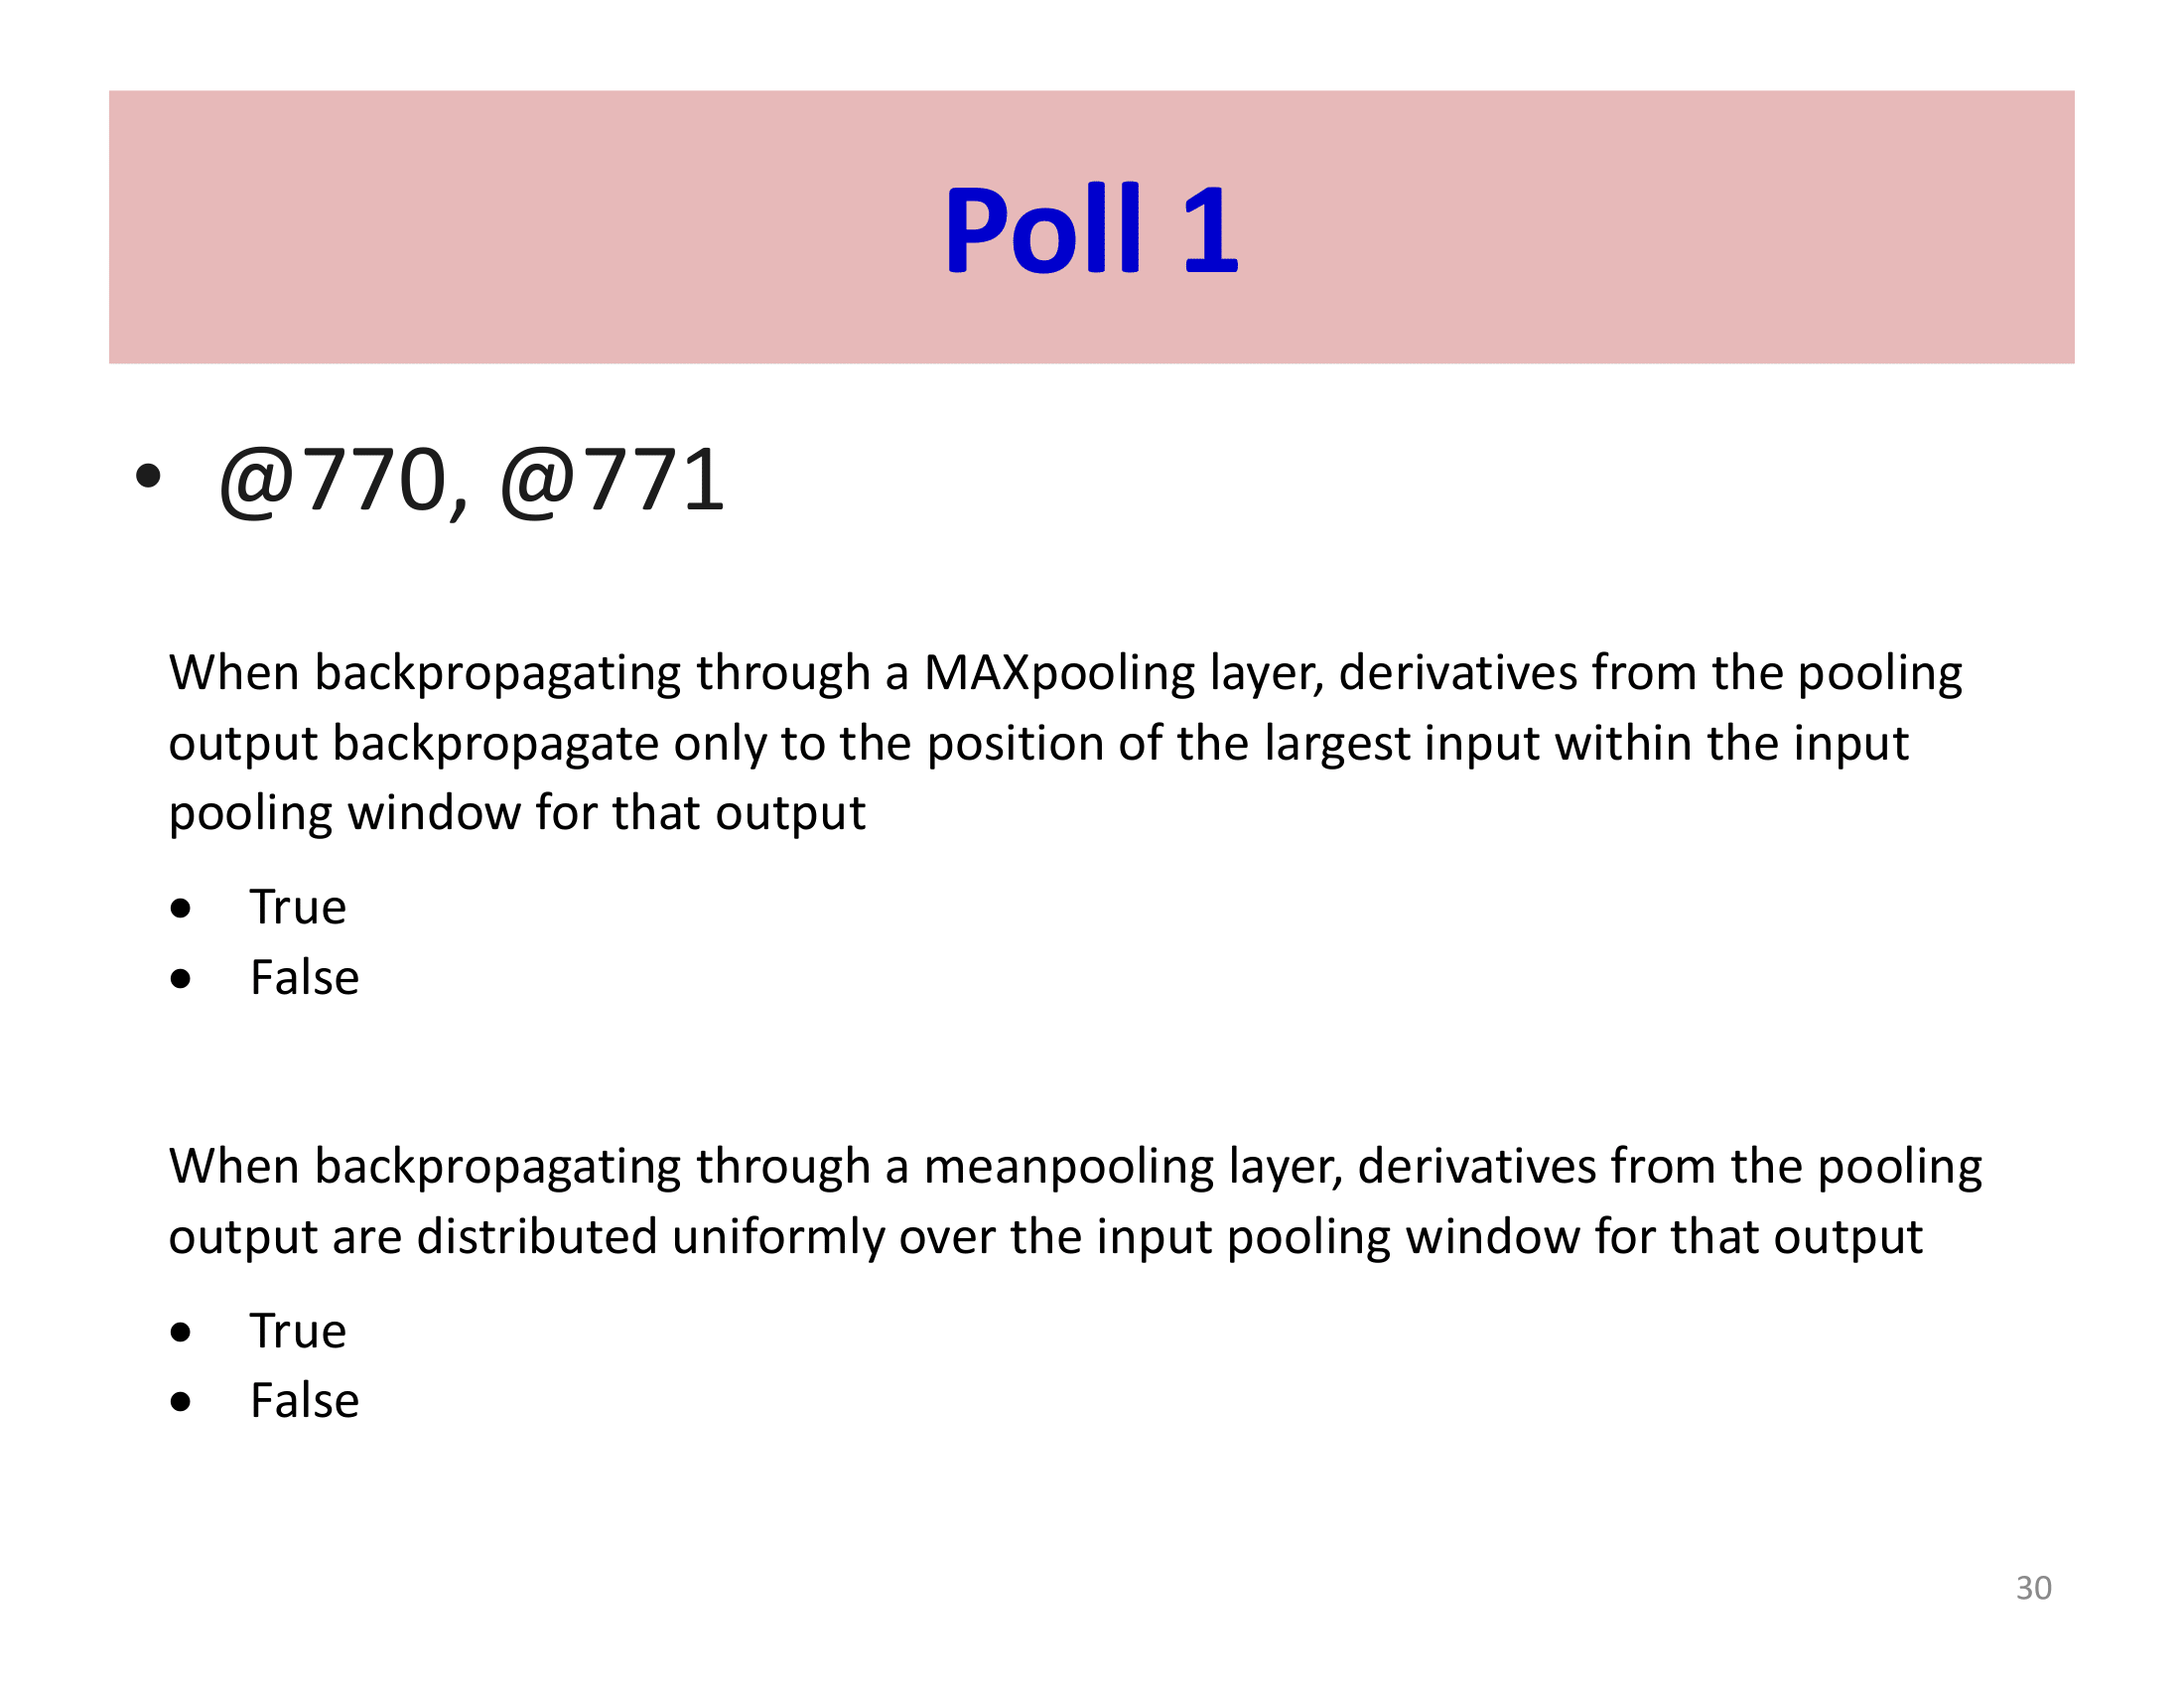 Poll 1
• @770, @771
When backpropagating through a MAXpooling layer, derivatives from the pooling
output backpropagate only to the position of the largest input within the input
pooling window for that output
• True
• False
When backpropagating through a meanpooling layer, derivatives from the pooling
output are distributed uniformly over the input pooling window for that output
• True
• False
30